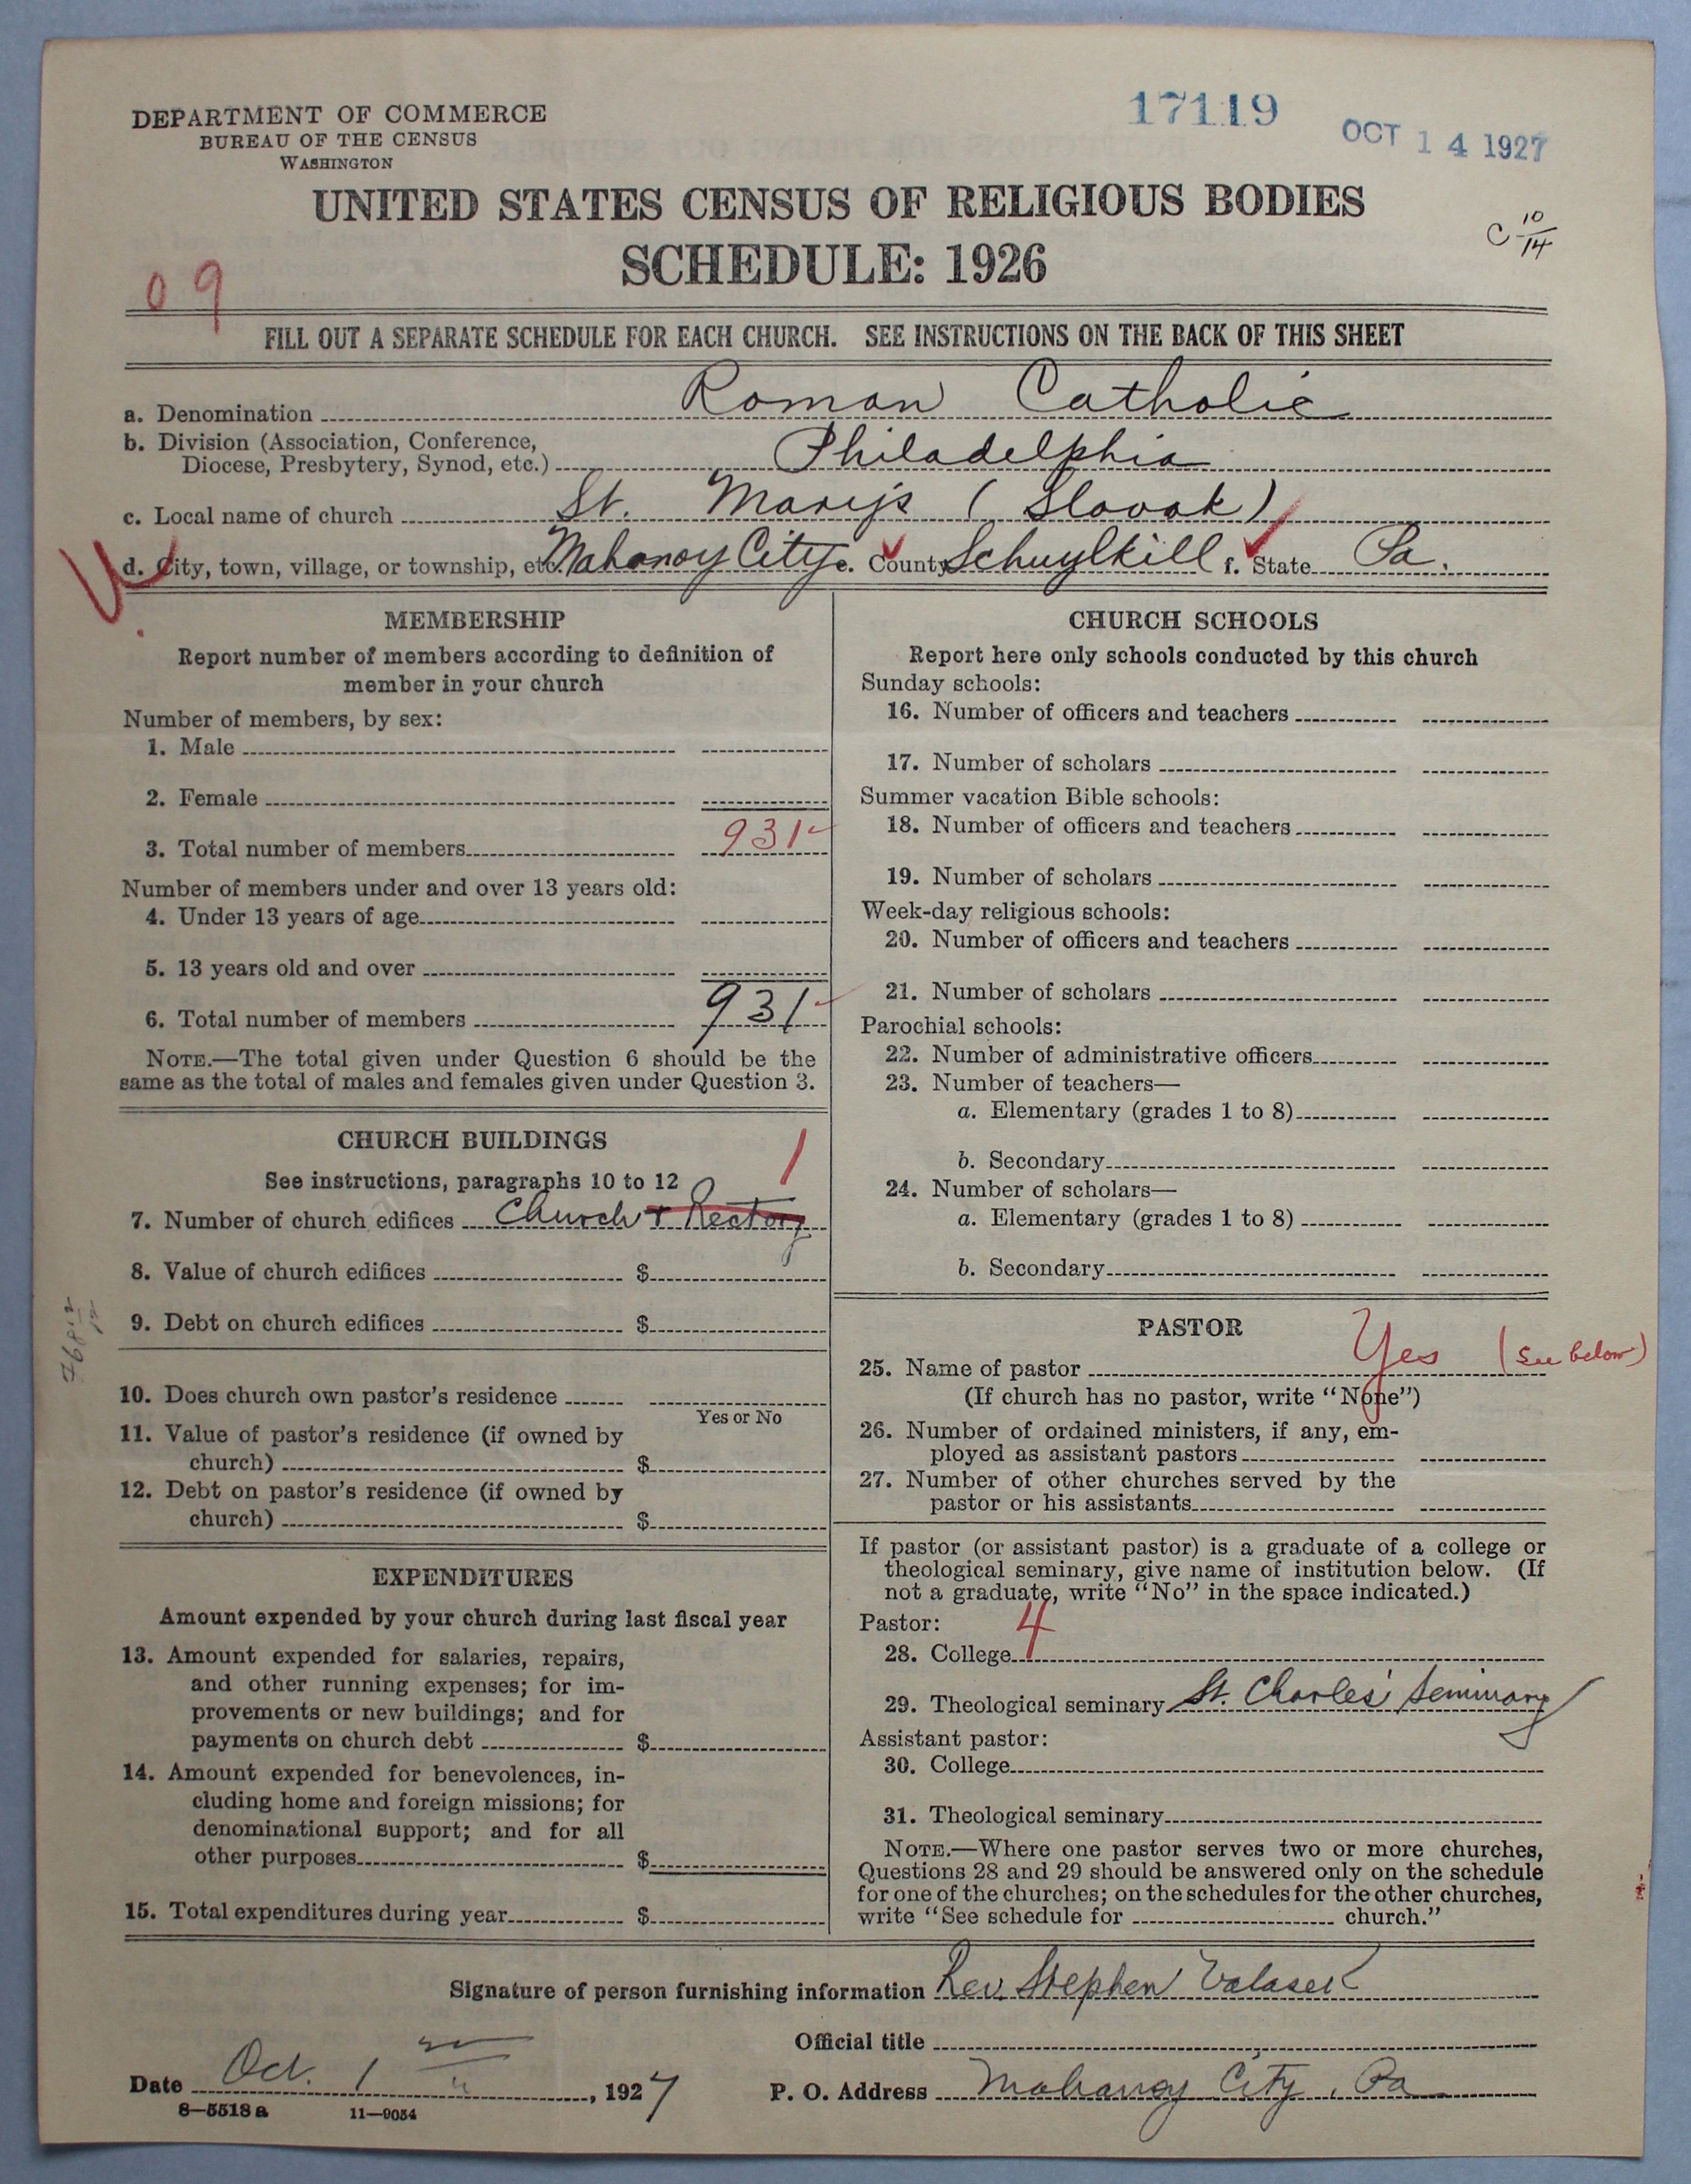 17119
OCT 14 1927
DEPARTMENT OF COMMERCE
BUREAU OF THE CENSUS
WASHINGTON
UNITED STATES CENSUS OF RELIGIOUS BODIES
SCHEDULE: 1926
C 10/14
09
FILL OUT A SEPARATE SCHEDULE FOR EACH CHURCH. SEE INSTRUCTIONS ON THE BACK OF THIS SHEET
a. Denomination Roman Catholic
b. Division (Association, Conference,
Diocese, Presbytery, Synod, etc.) Philadelphia
c. Local name of church St. Mary's (Slovak)
d. City, town, village, or township, etc. Mahanoy City e. County Schuylkill f. State Pa.
MEMBERSHIP
Report number of members according to definition of
member in your church
Number of members, by sex:
1. Male
2. Female
3. Total number of members 931
Number of members under and over 13 years old:
4. Under 13 years of age
5. 13 years old and over
6. Total number of members 931
NOTE.—The total given under Question 6 should be the
same as the total of males and females given under Question 3.
CHURCH BUILDINGS
See instructions, paragraphs 10 to 12
1
7. Number of church edifices Church + Rectory
8. Value of church edifices $
9. Debt on church edifices $
10. Does church own pastor's residence
Yes or No
11. Value of pastor's residence (if owned by
church) $
12. Debt on pastor's residence (if owned by
church) $
EXPENDITURES
Amount expended by your church during last fiscal year
13. Amount expended for salaries, repairs,
and other running expenses; for im-
provements or new buildings; and for
payments on church debt $
14. Amount expended for benevolences, in-
cluding home and foreign missions; for
denominational support; and for all
other purposes $
15. Total expenditures during year $
CHURCH SCHOOLS
Report here only schools conducted by this church
Sunday schools:
16. Number of officers and teachers
17. Number of scholars
Summer vacation Bible schools:
18. Number of officers and teachers
19. Number of scholars
Week-day religious schools:
20. Number of officers and teachers
21. Number of scholars
Parochial schools:
22. Number of administrative officers
23. Number of teachers—
a. Elementary (grades 1 to 8)
b. Secondary
24. Number of scholars—
a. Elementary (grades 1 to 8)
b. Secondary
PASTOR
25. Name of pastor Yes (See below)
(If church has no pastor, write "None")
26. Number of ordained ministers, if any, em-
ployed as assistant pastors
27. Number of other churches served by the
pastor or his assistants
If pastor (or assistant pastor) is a graduate of a college or
theological seminary, give name of institution below. (If
not a graduate, write "No" in the space indicated.)
Pastor:
28. College 4
29. Theological seminary St. Charles' Seminary
Assistant pastor:
30. College
31. Theological seminary
NOTE.—Where one pastor serves two or more churches,
Questions 28 and 29 should be answered only on the schedule
for one of the churches; on the schedules for the other churches,
write "See schedule for church."
Signature of person furnishing information Rev. Stephen Valasek
Official title
Date Oct. 1, 1927
P. O. Address Mahanoy City, Pa
8—5518a 11—9054